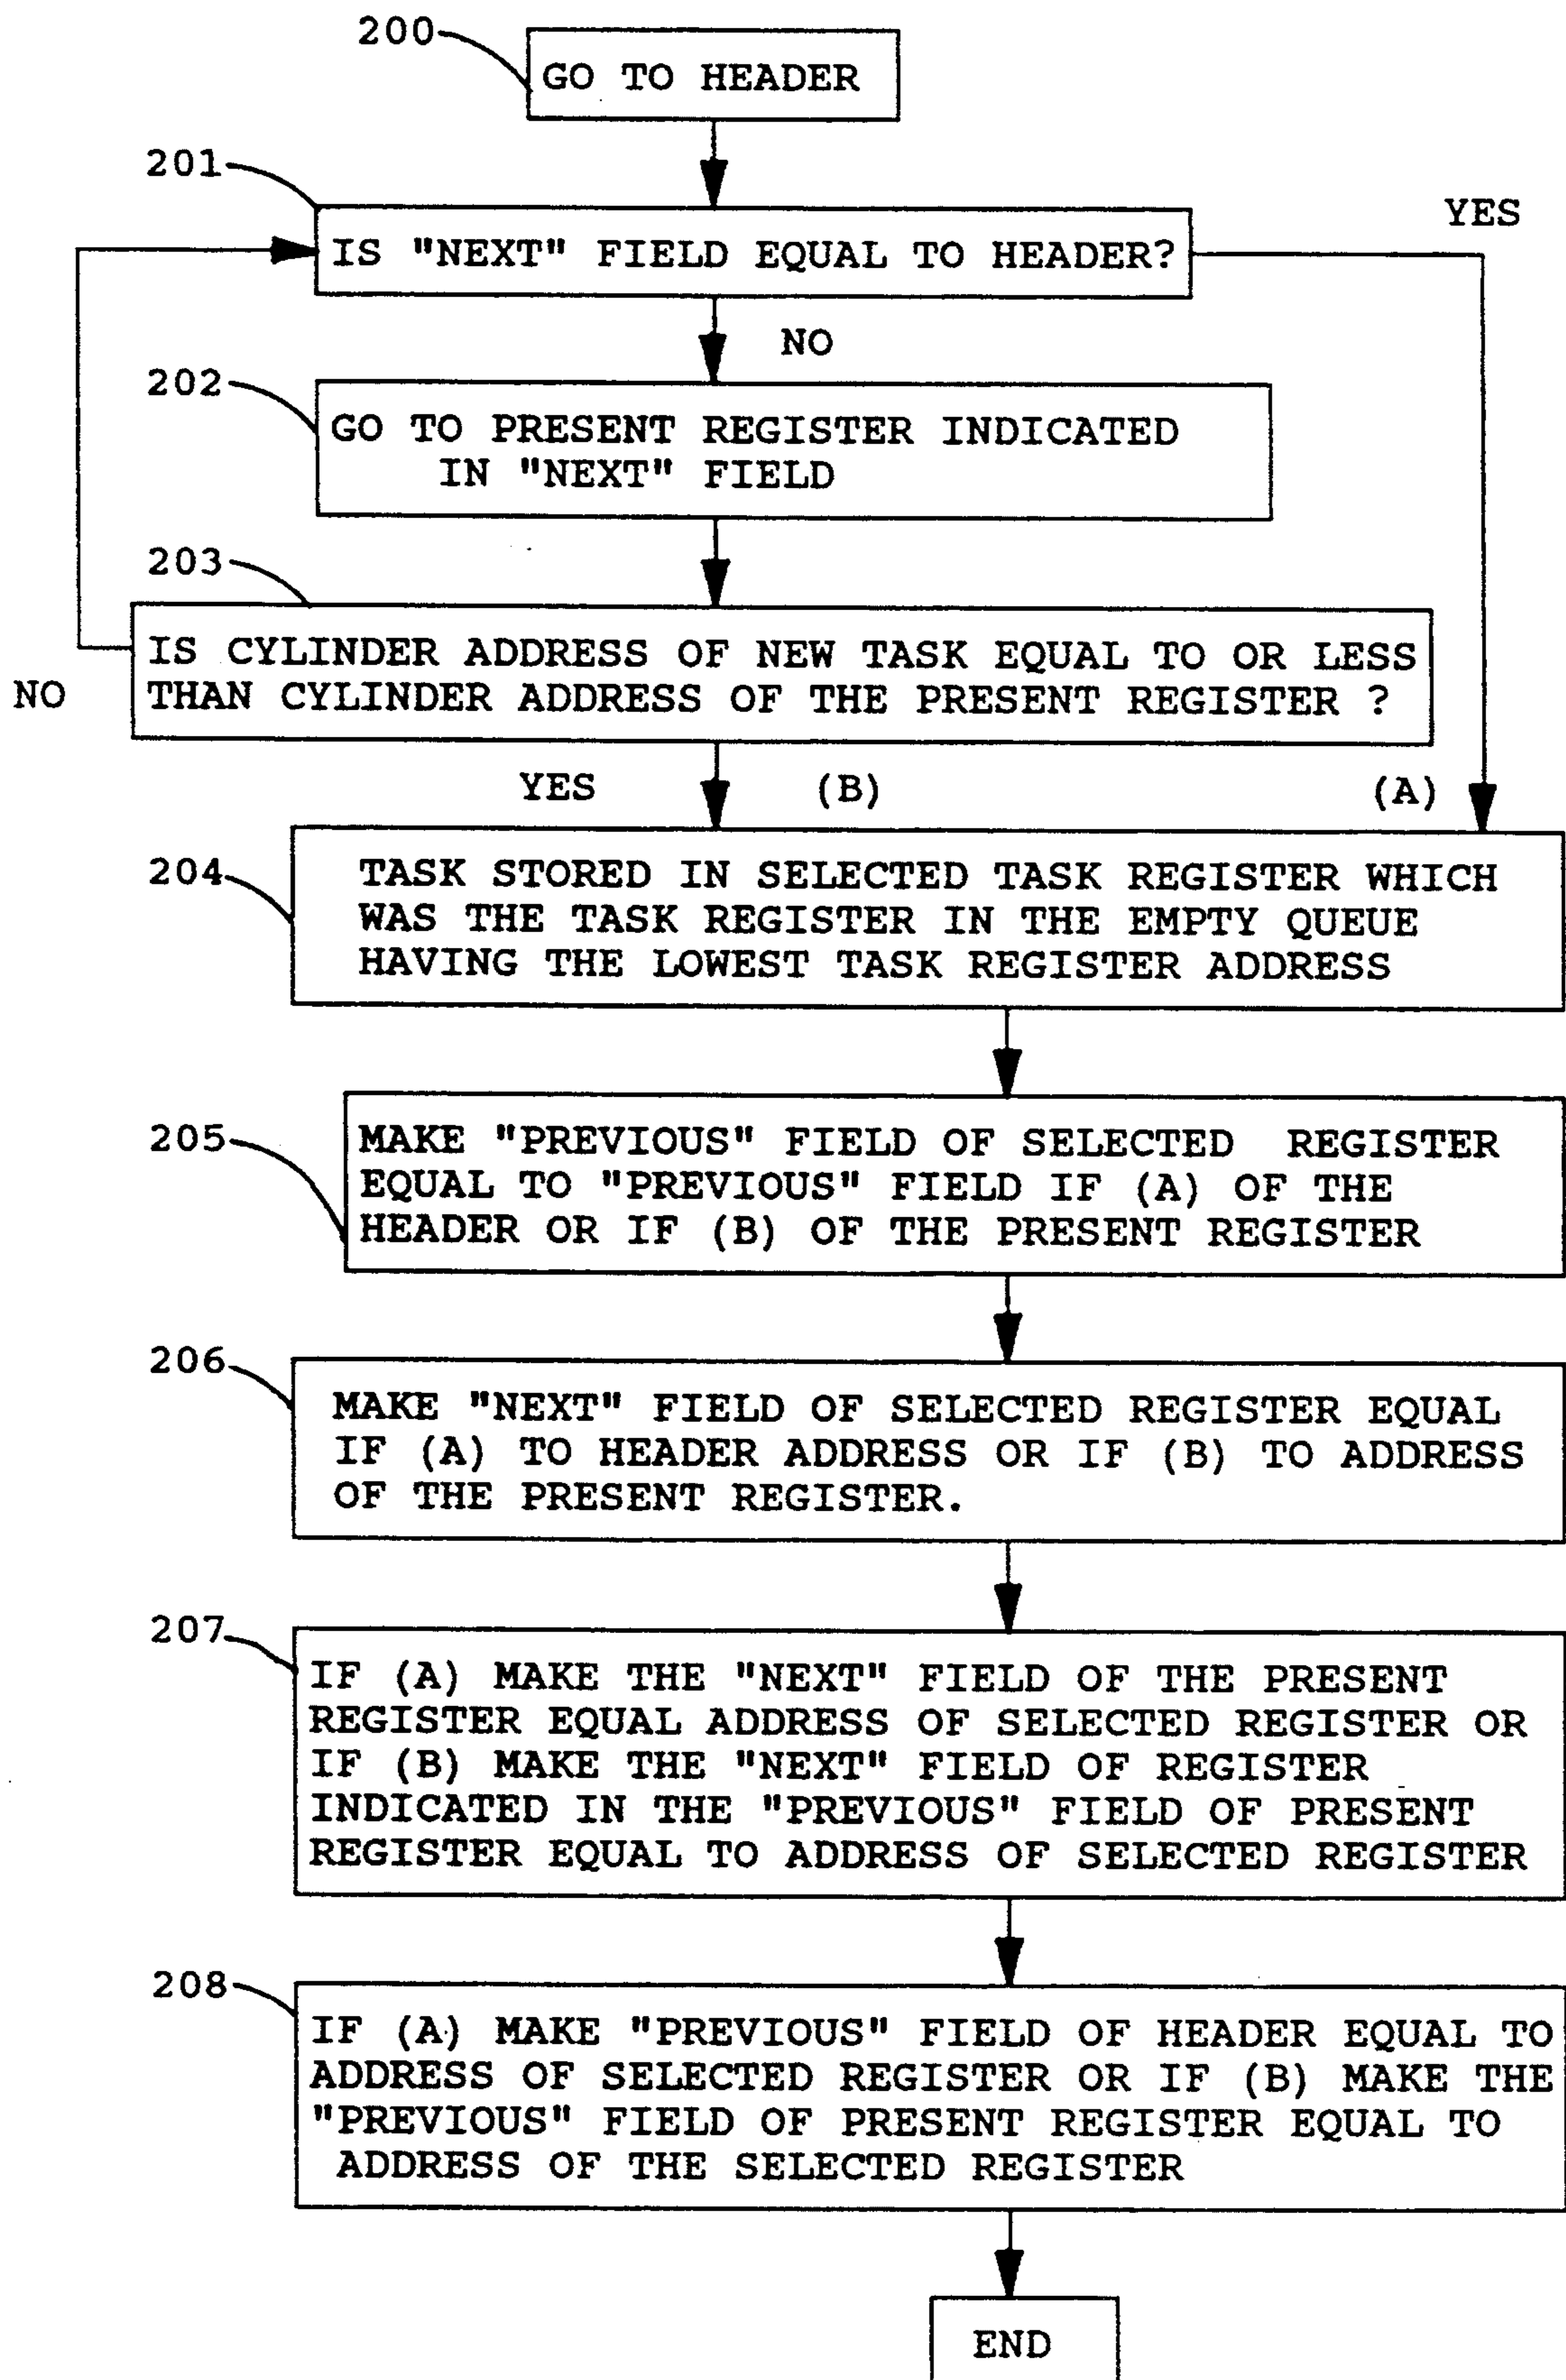 200
GO TO HEADER
201
YES
IS "NEXT" FIELD EQUAL TO HEADER?
NO
202
GO TO PRESENT REGISTER INDICATED
IN "NEXT" FIELD
203
IS CYLINDER ADDRESS OF NEW TASK EQUAL TO OR LESS
THAN CYLINDER ADDRESS OF THE PRESENT REGISTER ?
NO
YES (B) (A)
204
TASK STORED IN SELECTED TASK REGISTER WHICH
WAS THE TASK REGISTER IN THE EMPTY QUEUE
HAVING THE LOWEST TASK REGISTER ADDRESS
205
MAKE "PREVIOUS" FIELD OF SELECTED REGISTER
EQUAL TO "PREVIOUS" FIELD IF (A) OF THE
HEADER OR IF (B) OF THE PRESENT REGISTER
206
MAKE "NEXT" FIELD OF SELECTED REGISTER EQUAL
IF (A) TO HEADER ADDRESS OR IF (B) TO ADDRESS
OF THE PRESENT REGISTER.
207
IF (A) MAKE THE "NEXT" FIELD OF THE PRESENT
REGISTER EQUAL ADDRESS OF SELECTED REGISTER OR
IF (B) MAKE THE "NEXT" FIELD OF REGISTER
INDICATED IN THE "PREVIOUS" FIELD OF PRESENT
REGISTER EQUAL TO ADDRESS OF SELECTED REGISTER
208
IF (A) MAKE "PREVIOUS" FIELD OF HEADER EQUAL TO
ADDRESS OF SELECTED REGISTER OR IF (B) MAKE THE
"PREVIOUS" FIELD OF PRESENT REGISTER EQUAL TO
ADDRESS OF THE SELECTED REGISTER
END